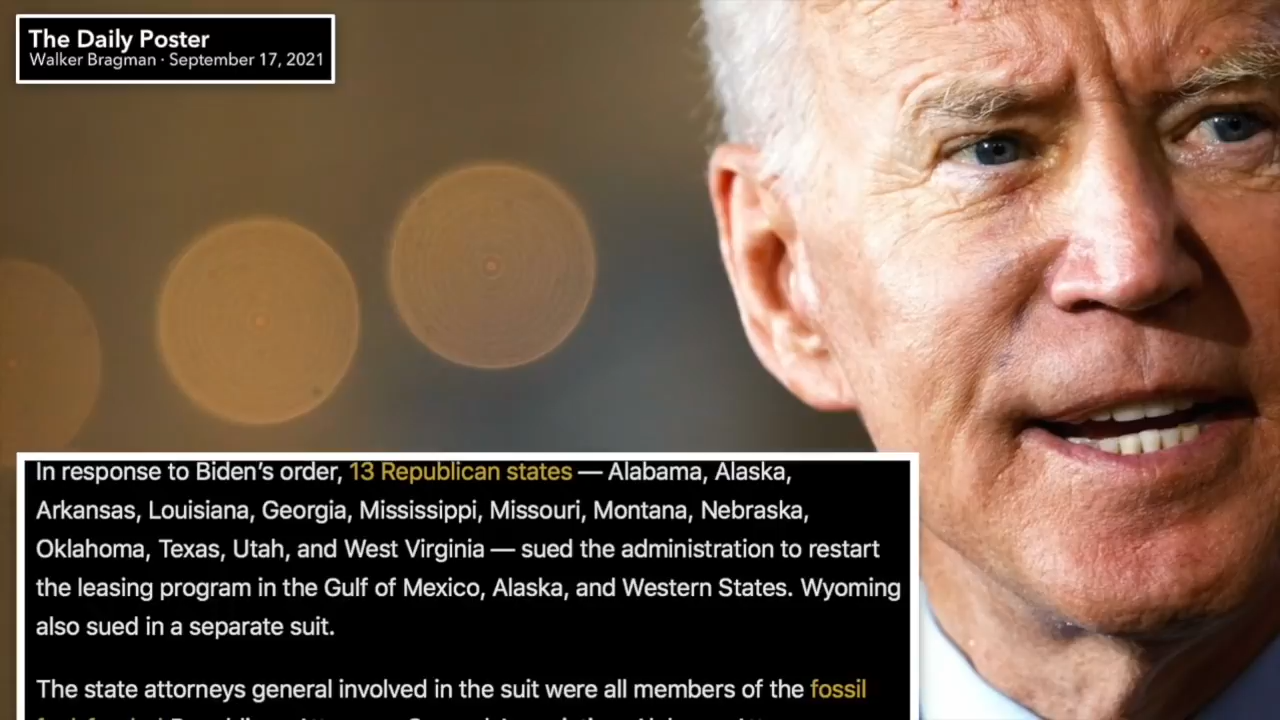 The Daily Poster
Walker Bragman · September 17, 2021
In response to Biden's order, 13 Republican states — Alabama, Alaska,
Arkansas, Louisiana, Georgia, Mississippi, Missouri, Montana, Nebraska,
Oklahoma, Texas, Utah, and West Virginia — sued the administration to restart
the leasing program in the Gulf of Mexico, Alaska, and Western States. Wyoming
also sued in a separate suit.
The state attorneys general involved in the suit were all members of the fossil